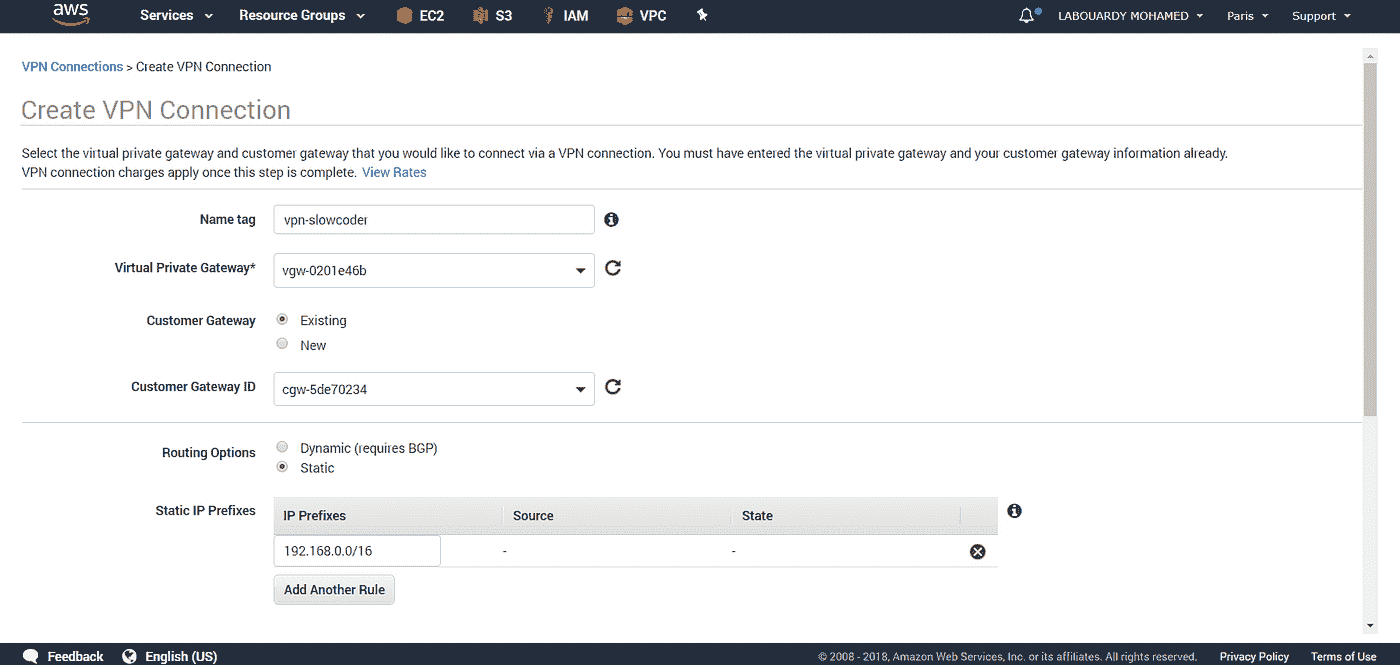 aws Services Resource Groups EC2 S3 IAM VPC LABOUARDY MOHAMED Paris Support
VPN Connections > Create VPN Connection
Create VPN Connection
Select the virtual private gateway and customer gateway that you would like to connect via a VPN connection. You must have entered the virtual private gateway and your customer gateway information already.
VPN connection charges apply once this step is complete. View Rates
Name tag vpn-slowcoder
Virtual Private Gateway* vgw-0201e46b
Customer Gateway Existing
New
Customer Gateway ID cgw-5de70234
Routing Options Dynamic (requires BGP)
Static
Static IP Prefixes IP Prefixes Source State
192.168.0.0/16 - -
Add Another Rule
Feedback English (US) © 2008 - 2018, Amazon Web Services, Inc. or its affiliates. All rights reserved. Privacy Policy Terms of Use